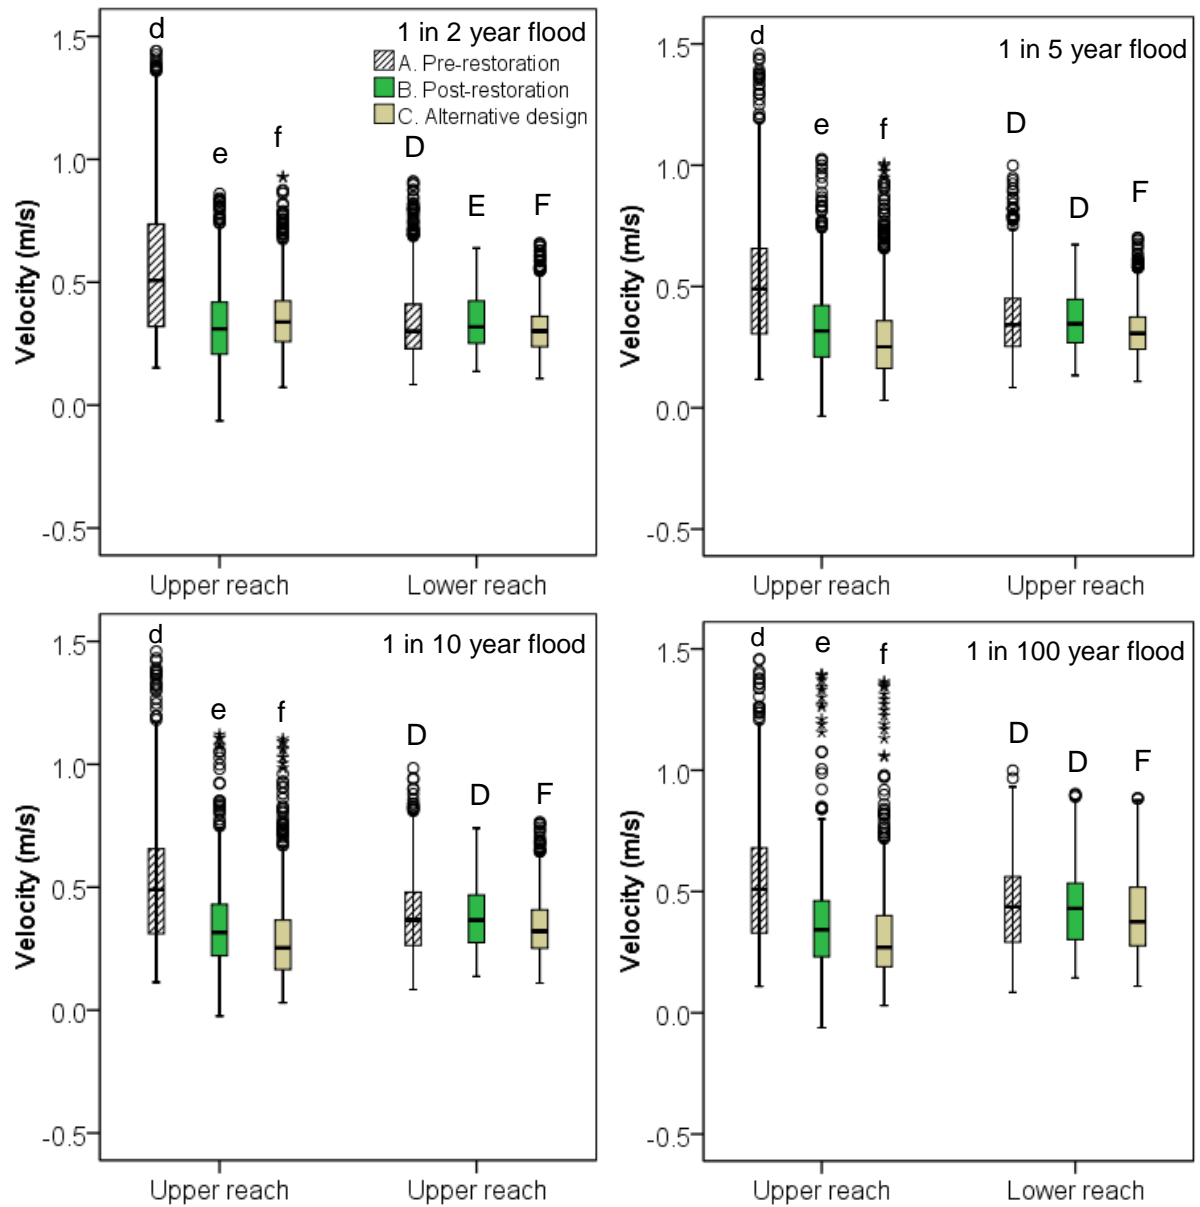 1 in 2 year flood
A. Pre-restoration
B. Post-restoration
C. Alternative design
d
e
f
D
E
F
Velocity (m/s)
1.5
1.0
0.5
0.0
-0.5
Upper reach
Lower reach
1 in 5 year flood
d
e
f
D
D
F
Velocity (m/s)
1.5
1.0
0.5
0.0
-0.5
Upper reach
Upper reach
1 in 10 year flood
d
e
f
D
D
F
Velocity (m/s)
1.5
1.0
0.5
0.0
-0.5
Upper reach
Upper reach
1 in 100 year flood
d
e
f
D
D
F
Velocity (m/s)
1.5
1.0
0.5
0.0
-0.5
Upper reach
Lower reach